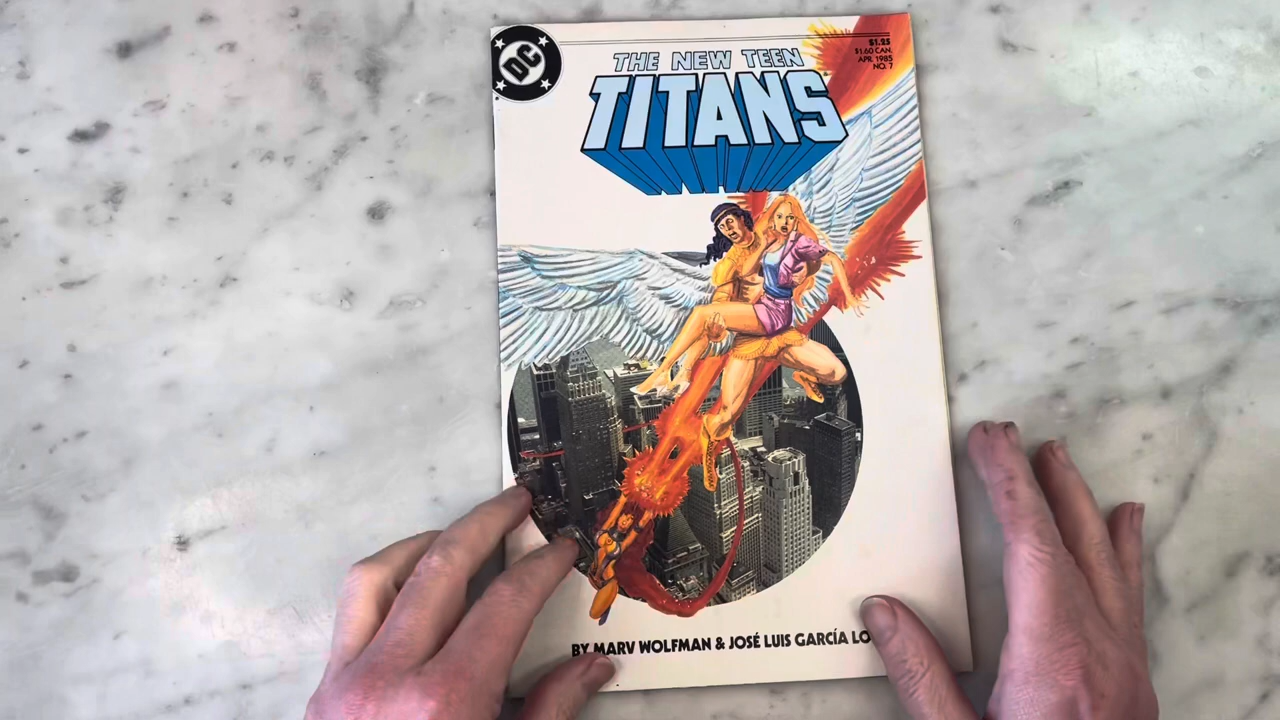 DC
$1.25
$1.60 CAN.
APR. 1985
NO. 7
THE NEW TEEN
TITANS
BY MARV WOLFMAN & JOSÉ LUIS GARCÍA LO